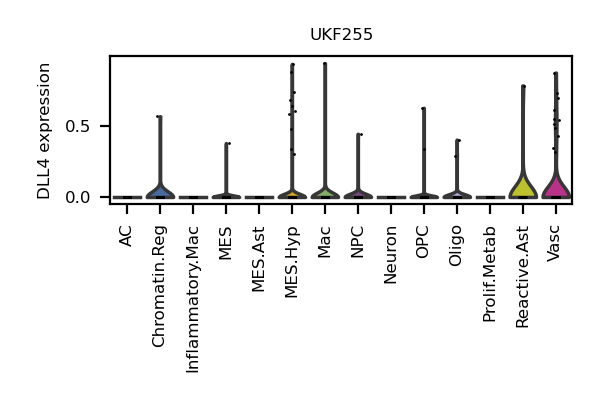 UKF255
DLL4 expression
0.5
0.0
AC
Chromatin.Reg
Inflammatory.Mac
MES
MES.Ast
MES.Hyp
Mac
NPC
Neuron
OPC
Oligo
Prolif.Metab
Reactive.Ast
Vasc